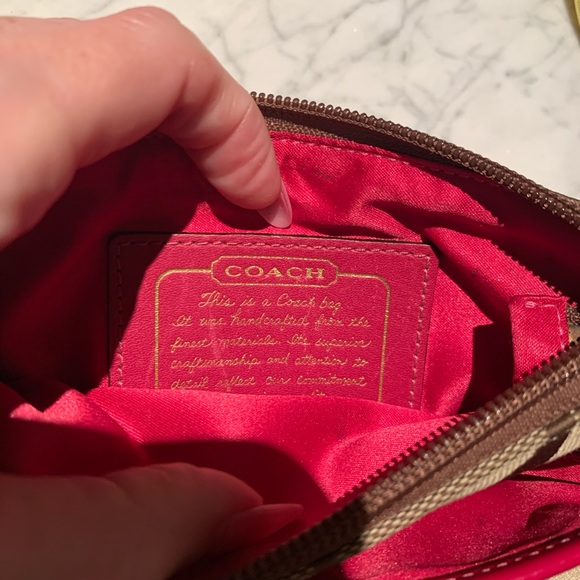 COACH
This is a Coach bag.
It was handcrafted from the
finest materials. Its superior
craftsmanship and attention to
detail reflect our commitment